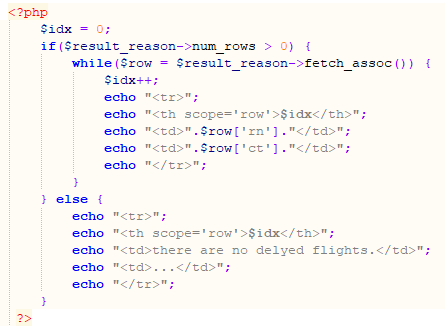 <?php
$idx = 0;
if($result_reason->num_rows > 0) {
while($row = $result_reason->fetch_assoc()) {
$idx++;
echo "<tr>";
echo "<th scope='row'>$idx</th>";
echo "<td>".$row['rn']."</td>";
echo "<td>".$row['ct']."</td>";
echo "</tr>";
}
} else {
echo "<tr>";
echo "<th scope='row'>$idx</th>";
echo "<td>there are no delyed flights.</td>";
echo "<td>...</td>";
echo "</tr>";
}
?>